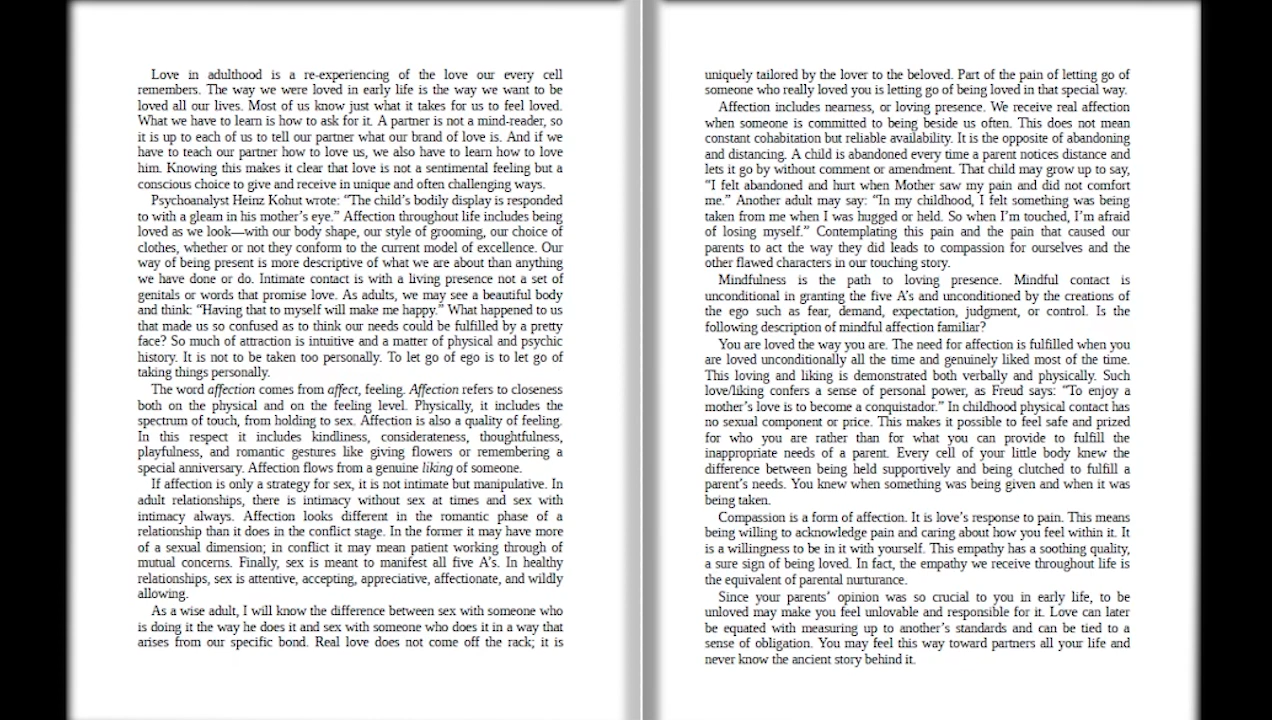 Love in adulthood is a re-experiencing of the love our every cell
remembers. The way we were loved in early life is the way we want to be
loved all our lives. Most of us know just what it takes for us to feel loved.
What we have to learn is how to ask for it. A partner is not a mind-reader, so
it is up to each of us to tell our partner what our brand of love is. And if we
have to teach our partner how to love us, we also have to learn how to love
him. Knowing this makes it clear that love is not a sentimental feeling but a
conscious choice to give and receive in unique and often challenging ways.
Psychoanalyst Heinz Kohut wrote: “The child’s bodily display is responded
to with a gleam in his mother’s eye.” Affection throughout life includes being
loved as we look—with our body shape, our style of grooming, our choice of
clothes, whether or not they conform to the current model of excellence. Our
way of being present is more descriptive of what we are about than anything
we have done or do. Intimate contact is with a living presence not a set of
genitals or words that promise love. As adults, we may see a beautiful body
and think: “Having that to myself will make me happy.” What happened to us
that made us so confused as to think our needs could be fulfilled by a pretty
face? So much of attraction is intuitive and a matter of physical and psychic
history. It is not to be taken too personally. To let go of ego is to let go of
taking things personally.
The word affection comes from affect, feeling. Affection refers to closeness
both on the physical and on the feeling level. Physically, it includes the
spectrum of touch, from holding to sex. Affection is also a quality of feeling.
In this respect it includes kindliness, considerateness, thoughtfulness,
playfulness, and romantic gestures like giving flowers or remembering a
special anniversary. Affection flows from a genuine liking of someone.
If affection is only a strategy for sex, it is not intimate but manipulative. In
adult relationships, there is intimacy without sex at times and sex with
intimacy always. Affection looks different in the romantic phase of a
relationship than it does in the conflict stage. In the former it may have more
of a sexual dimension; in conflict it may mean patient working through of
mutual concerns. Finally, sex is meant to manifest all five A’s. In healthy
relationships, sex is attentive, accepting, appreciative, affectionate, and wildly
allowing.
As a wise adult, I will know the difference between sex with someone who
is doing it the way he does it and sex with someone who does it in a way that
arises from our specific bond. Real love does not come off the rack; it is
uniquely tailored by the lover to the beloved. Part of the pain of letting go of
someone who really loved you is letting go of being loved in that special way.
Affection includes nearness, or loving presence. We receive real affection
when someone is committed to being beside us often. This does not mean
constant cohabitation but reliable availability. It is the opposite of abandoning
and distancing. A child is abandoned every time a parent notices distance and
lets it go by without comment or amendment. That child may grow up to say,
“I felt abandoned and hurt when Mother saw my pain and did not comfort
me.” Another adult may say: “In my childhood, I felt something was being
taken from me when I was hugged or held. So when I’m touched, I’m afraid
of losing myself.” Contemplating this pain and the pain that caused our
parents to act the way they did leads to compassion for ourselves and the
other flawed characters in our touching story.
Mindfulness is the path to loving presence. Mindful contact is
unconditional in granting the five A’s and unconditioned by the creations of
the ego such as fear, demand, expectation, judgment, or control. Is the
following description of mindful affection familiar?
You are loved the way you are. The need for affection is fulfilled when you
are loved unconditionally all the time and genuinely liked most of the time.
This loving and liking is demonstrated both verbally and physically. Such
love/liking confers a sense of personal power, as Freud says: “To enjoy a
mother’s love is to become a conquistador.” In childhood physical contact has
no sexual component or price. This makes it possible to feel safe and prized
for who you are rather than for what you can provide to fulfill the
inappropriate needs of a parent. Every cell of your little body knew the
difference between being held supportively and being clutched to fulfill a
parent’s needs. You knew when something was being given and when it was
being taken.
Compassion is a form of affection. It is love’s response to pain. This means
being willing to acknowledge pain and caring about how you feel within it. It
is a willingness to be in it with yourself. This empathy has a soothing quality,
a sure sign of being loved. In fact, the empathy we receive throughout life is
the equivalent of parental nurturance.
Since your parents’ opinion was so crucial to you in early life, to be
unloved may make you feel unlovable and responsible for it. Love can later
be equated with measuring up to another’s standards and can be tied to a
sense of obligation. You may feel this way toward partners all your life and
never know the ancient story behind it.